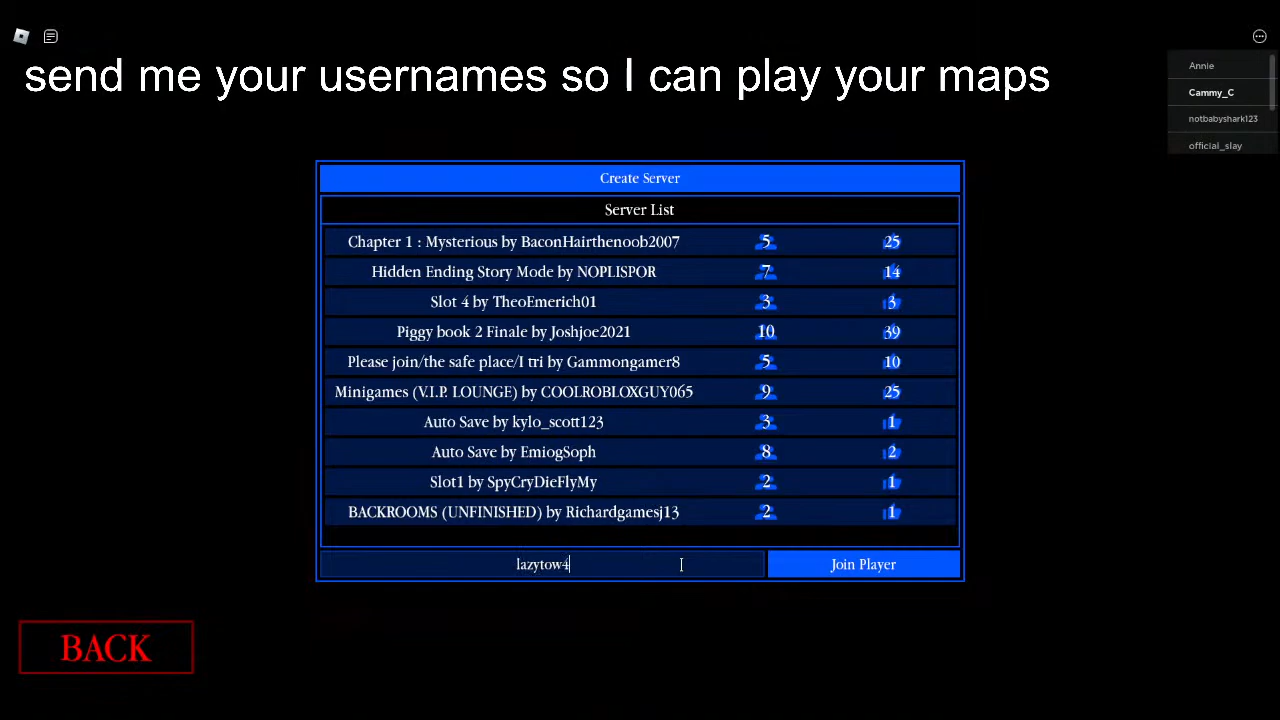 send me your usernames so I can play your maps
Annie
Cammy_C
notbabyshark123
official_slay
Create Server
Server List
Chapter 1 : Mysterious by BaconHairthenoob2007 5 25
Hidden Ending Story Mode by NOPLISPOR 7 14
Slot 4 by TheoEmerich01 3 3
Piggy book 2 Finale by Joshjoe2021 10 39
Please join/the safe place/I tri by Gammongamer8 5 10
Minigames (V.I.P. LOUNGE) by COOLROBLOXGUY065 9 25
Auto Save by kylo_scott123 3 1
Auto Save by EmiogSoph 8 2
Slot1 by SpyCryDieFlyMy 2 1
BACKROOMS (UNFINISHED) by Richardgamesj13 2 1
lazytow4 Join Player
BACK